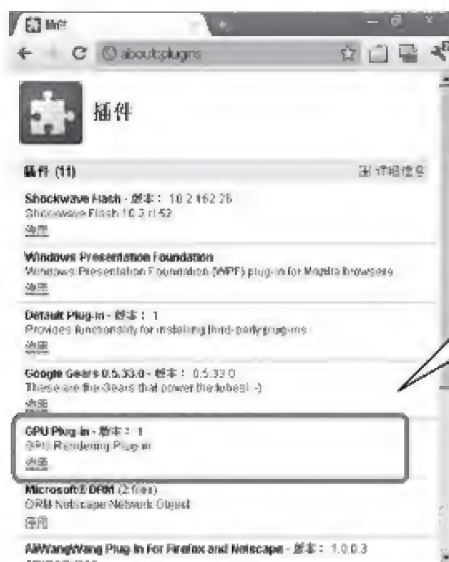 插件
about:plugins
插件
插件 (11)
详细信息
Shockwave Flash - 版本： 10.2.162.28
Shockwave Flash 10.2 r152
停用
Windows Presentation Foundation
Windows Presentation Foundation (WPF) plug-in for Mozilla browsers
停用
Default Plug-in - 版本： 1
Provides functionality for installing third-party plug-ins
停用
Google Gears 0.5.33.0 - 版本： 0.5.33.0
These are the Gears that power the tubes! :-)
停用
GPU Plug-in - 版本： 1
GPU Rendering Plug-in
停用
Microsoft® DRM (2 files)
DRM Netscape Network Object
停用
AliWangWang Plug-In For Firefox and Netscape - 版本： 1.0.0.3